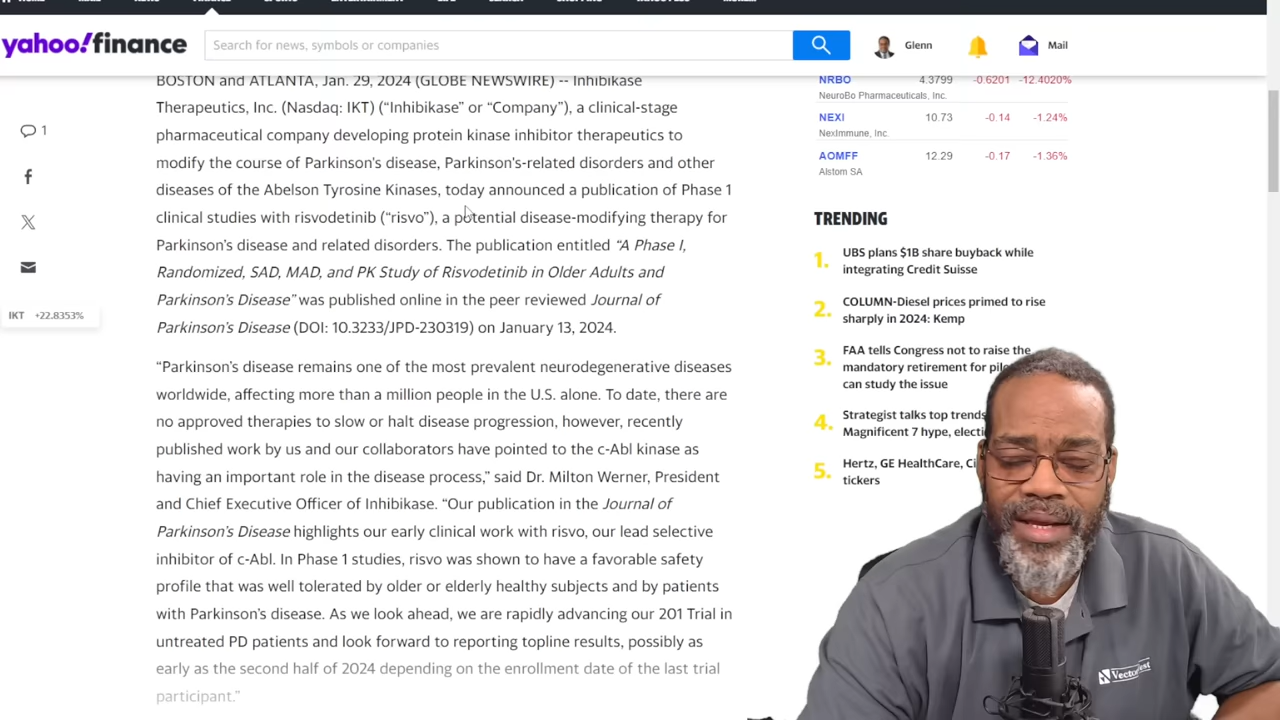 yahoo!finance
Search for news, symbols or companies
Glenn
Mail
BOSTON and ATLANTA, Jan. 29, 2024 (GLOBE NEWSWIRE) -- Inhibikase
Therapeutics, Inc. (Nasdaq: IKT) (“Inhibikase” or “Company”), a clinical-stage
pharmaceutical company developing protein kinase inhibitor therapeutics to
modify the course of Parkinson's disease, Parkinson's-related disorders and other
diseases of the Abelson Tyrosine Kinases, today announced a publication of Phase 1
clinical studies with risvodetinib (“risvo”), a potential disease-modifying therapy for
Parkinson's disease and related disorders. The publication entitled “A Phase I,
Randomized, SAD, MAD, and PK Study of Risvodetinib in Older Adults and
Parkinson's Disease” was published online in the peer reviewed Journal of
Parkinson's Disease (DOI: 10.3233/JPD-230319) on January 13, 2024.
“Parkinson's disease remains one of the most prevalent neurodegenerative diseases
worldwide, affecting more than a million people in the U.S. alone. To date, there are
no approved therapies to slow or halt disease progression, however, recently
published work by us and our collaborators have pointed to the c-Abl kinase as
having an important role in the disease process,” said Dr. Milton Werner, President
and Chief Executive Officer of Inhibikase. “Our publication in the Journal of
Parkinson's Disease highlights our early clinical work with risvo, our lead selective
inhibitor of c-Abl. In Phase 1 studies, risvo was shown to have a favorable safety
profile that was well tolerated by older or elderly healthy subjects and by patients
with Parkinson's disease. As we look ahead, we are rapidly advancing our 201 Trial in
untreated PD patients and look forward to reporting topline results, possibly as
early as the second half of 2024 depending on the enrollment date of the last trial
participant.”
1
IKT +22.8353%
NRBO 4.3799 -0.6201 -12.4020%
NeuroBo Pharmaceuticals, Inc.
NEXI 10.73 -0.14 -1.24%
NexImmune, Inc.
AOMFF 12.29 -0.17 -1.36%
Alstom SA
TRENDING
1. UBS plans $1B share buyback while
integrating Credit Suisse
2. COLUMN-Diesel prices primed to rise
sharply in 2024: Kemp
3. FAA tells Congress not to raise the
mandatory retirement for
can study the issue
4. Strategist talks top trends
Magnificent 7 hype,
5. Hertz, GE HealthCare,
tickers